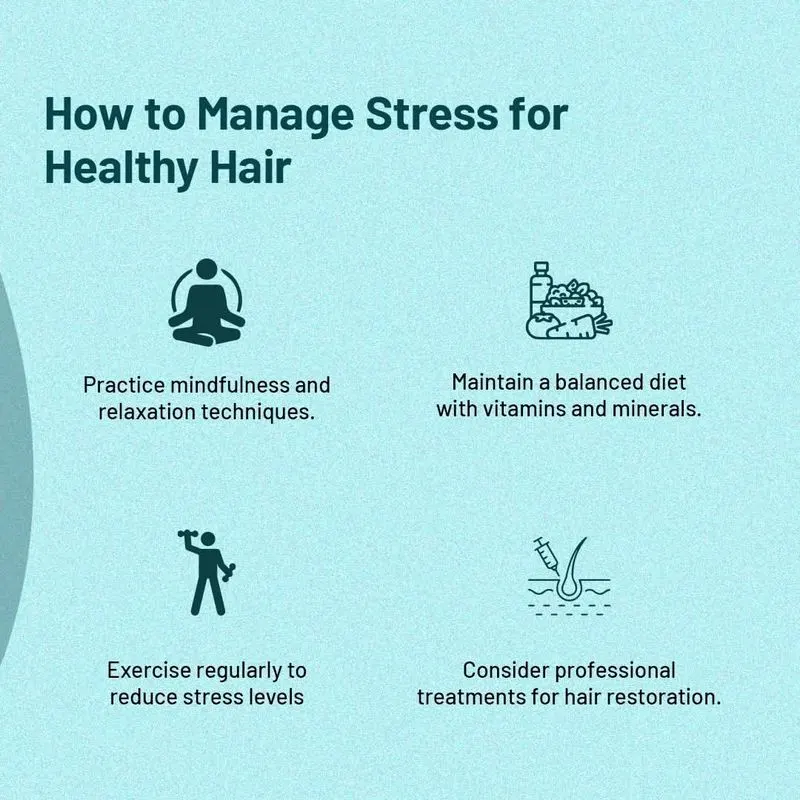 How to Manage Stress for
Healthy Hair
Practice mindfulness and
relaxation techniques.
Maintain a balanced diet
with vitamins and minerals.
Exercise regularly to
reduce stress levels
Consider professional
treatments for hair restoration.